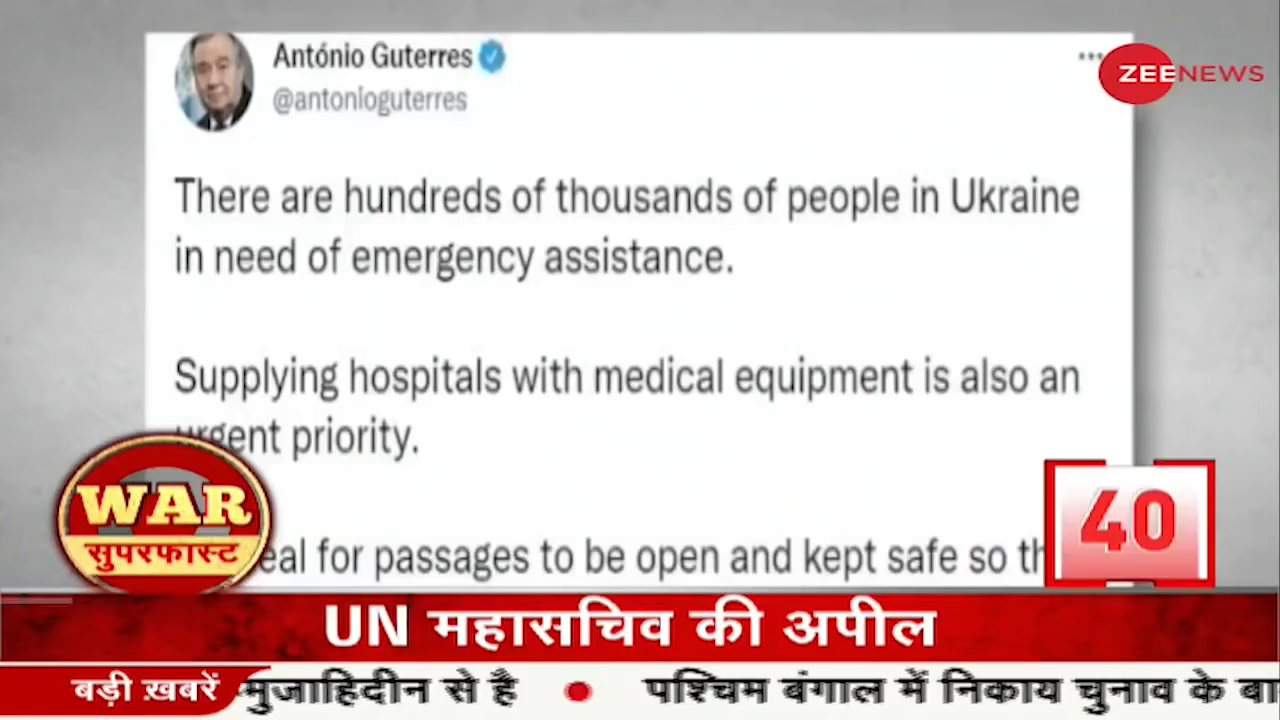 António Guterres
@antonioguterres
ZEENEWS
There are hundreds of thousands of people in Ukraine
in need of emergency assistance.
Supplying hospitals with medical equipment is also an
urgent priority.
for passages to be open and kept safe so
WAR
सुपरफास्ट
40
UN महासचिव की अपील
बड़ी ख़बरें मुजाहिदीन से है • पश्चिम बंगाल में निकाय चुनाव के